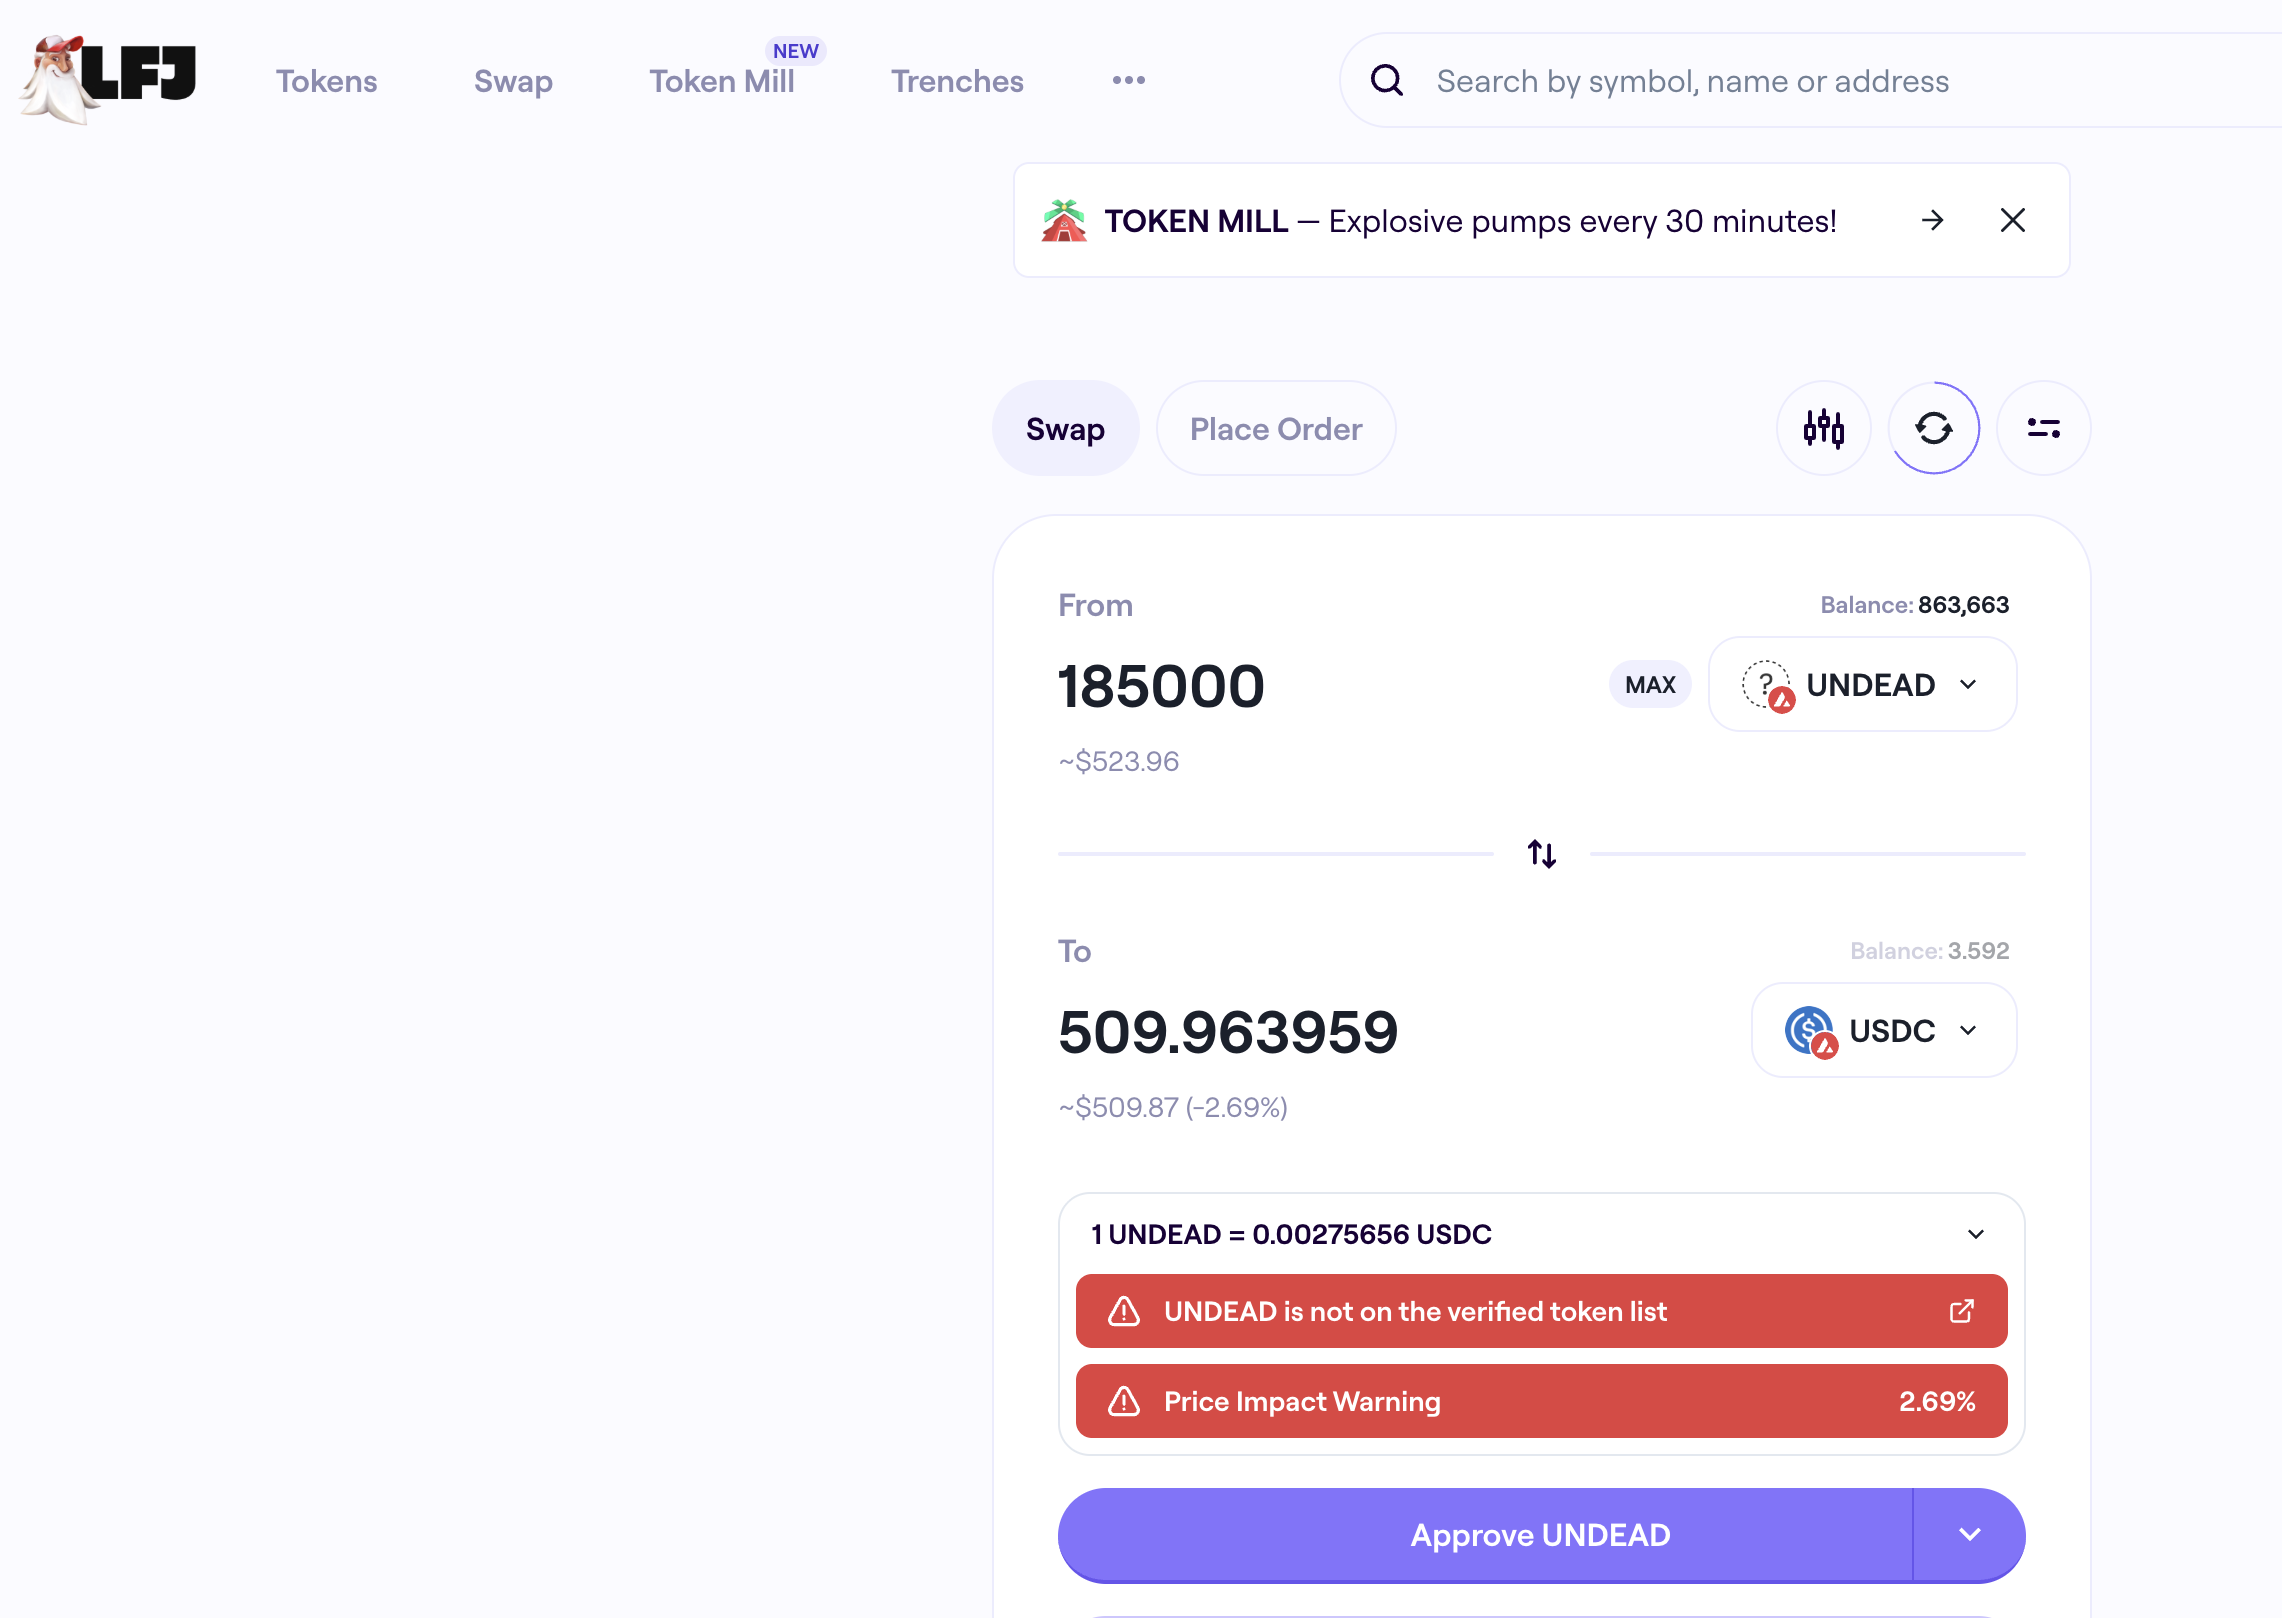 LFJ
Tokens
Swap
Token Mill
NEW
Trenches
Search by symbol, name or address
TOKEN MILL — Explosive pumps every 30 minutes!
Swap
Place Order
From
Balance: 863,663
185000
MAX
? UNDEAD
~$523.96
To
Balance: 3.592
509.963959
$ USDC
~$509.87 (-2.69%)
1 UNDEAD = 0.00275656 USDC
UNDEAD is not on the verified token list
Price Impact Warning
2.69%
Approve UNDEAD